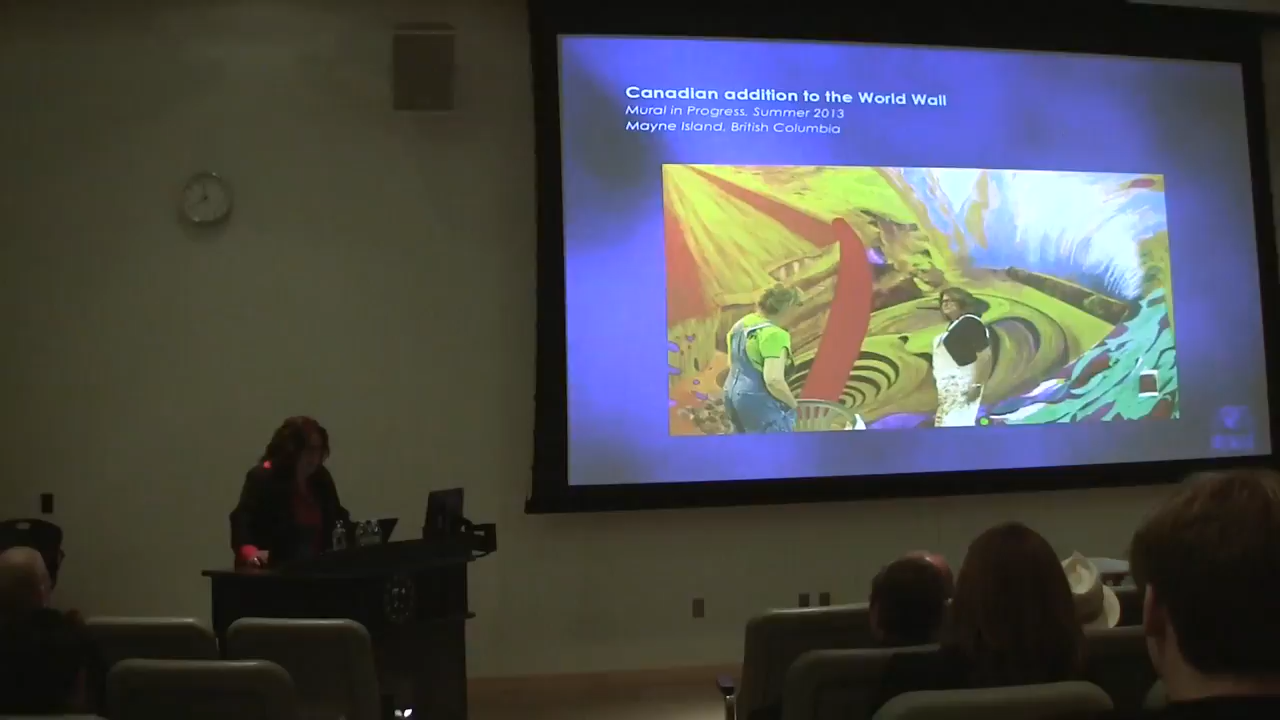 Canadian addition to the World Wall
Mural in Progress, Summer 2013
Mayne Island, British Columbia